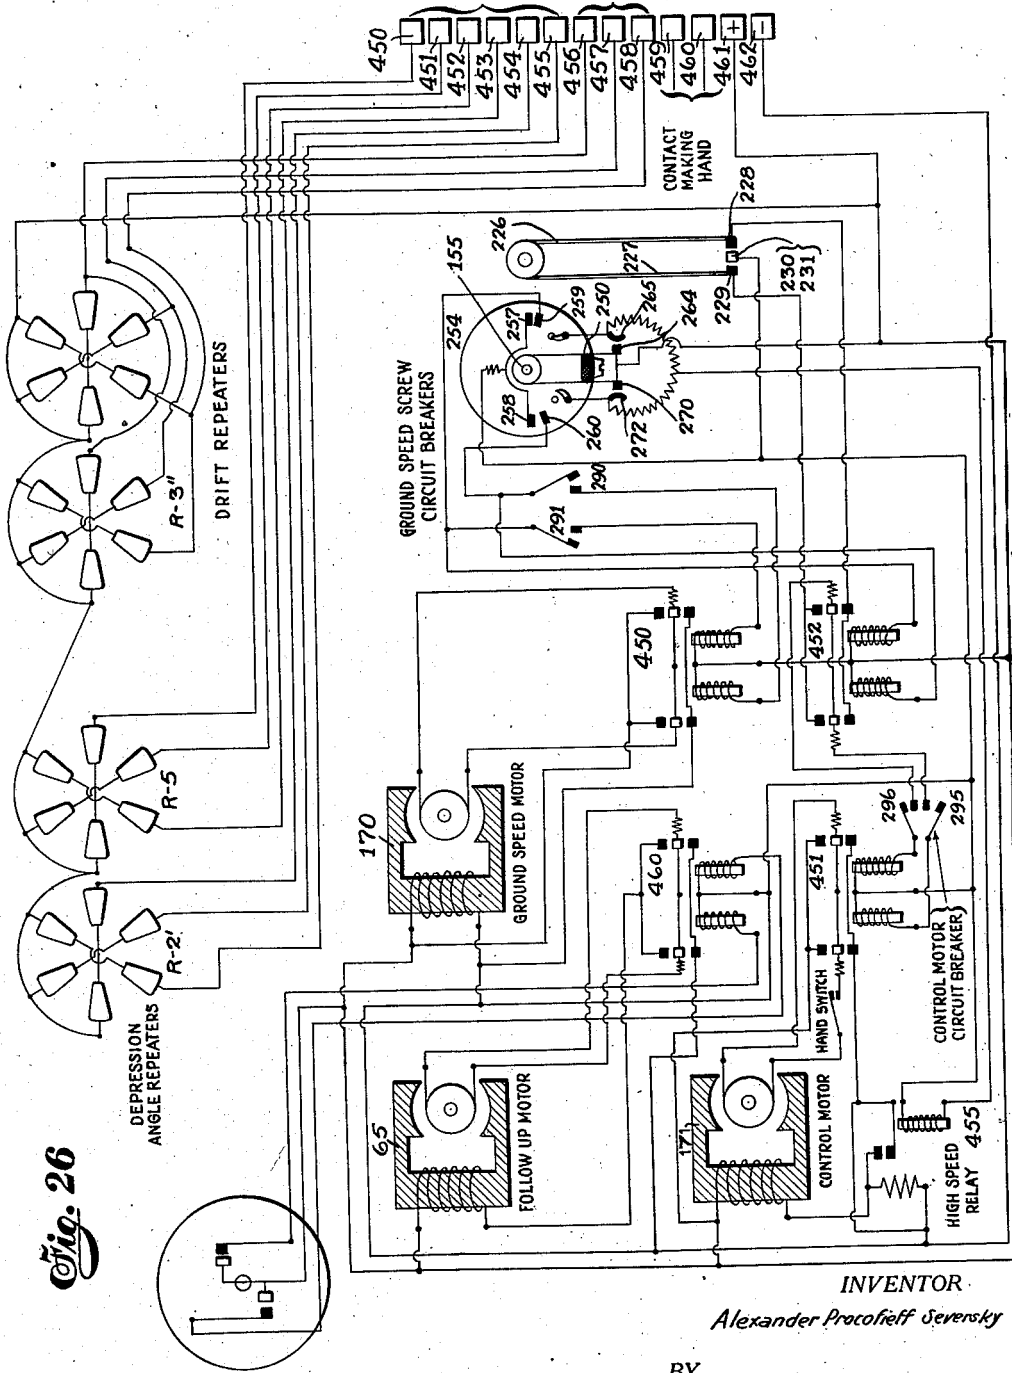 450
451
452
453
454
455
456
457
458
459
460
461
462
+
-
CONTACT
MAKING
HAND
226
155
227
228
230
231
229
254
257
259
250
265
264
258
260
272
270
GROUND SPEED SCREW
CIRCUIT BREAKERS
290
291
DRIFT REPEATERS
R-3"
R-5
R-2'
DEPRESSION
ANGLE REPEATERS
450
452
170
GROUND SPEED MOTOR
460
451
296
295
CONTROL MOTOR
CIRCUIT BREAKER
HAND SWITCH
65
FOLLOW UP MOTOR
171
CONTROL MOTOR
HIGH SPEED
RELAY 455
Fig. 26
INVENTOR
Alexander Procofieff Seversky
BY